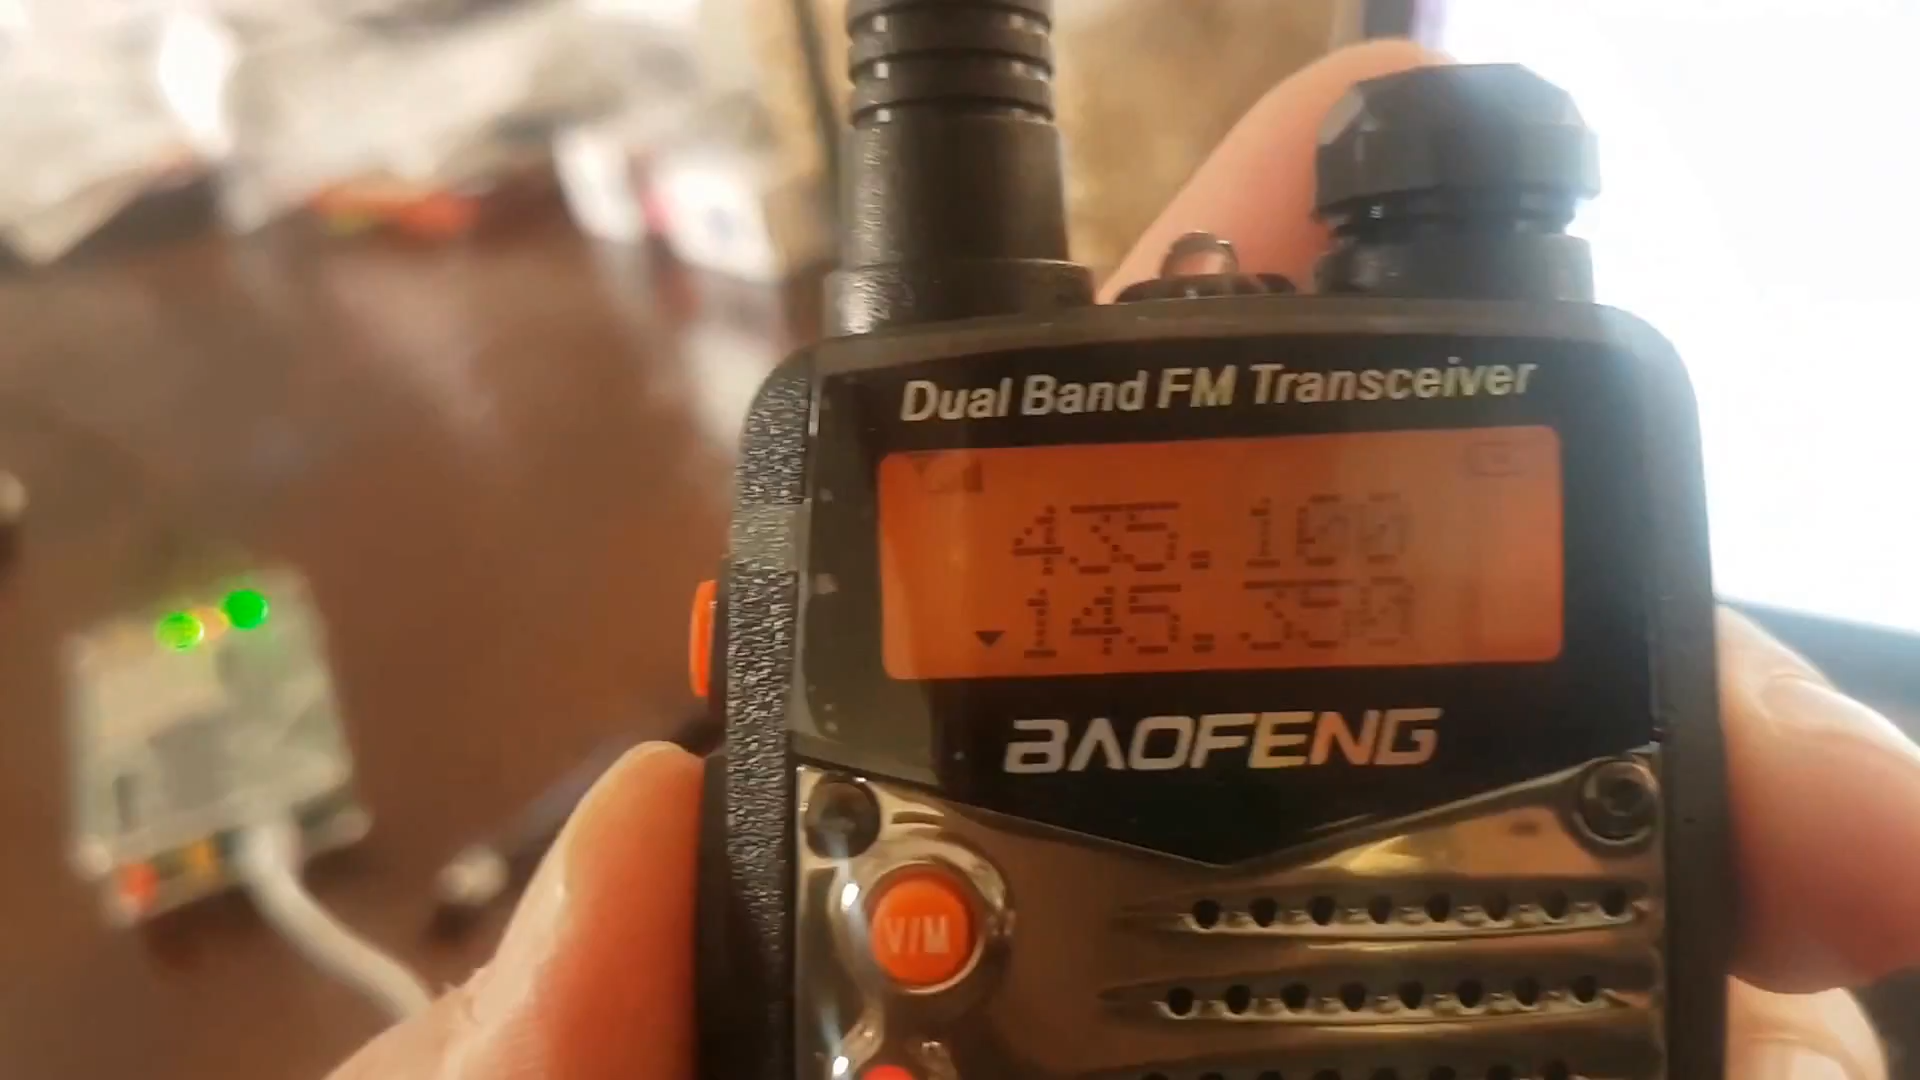 Dual Band FM Transceiver
435.100
145.350
BAOFENG
V/M